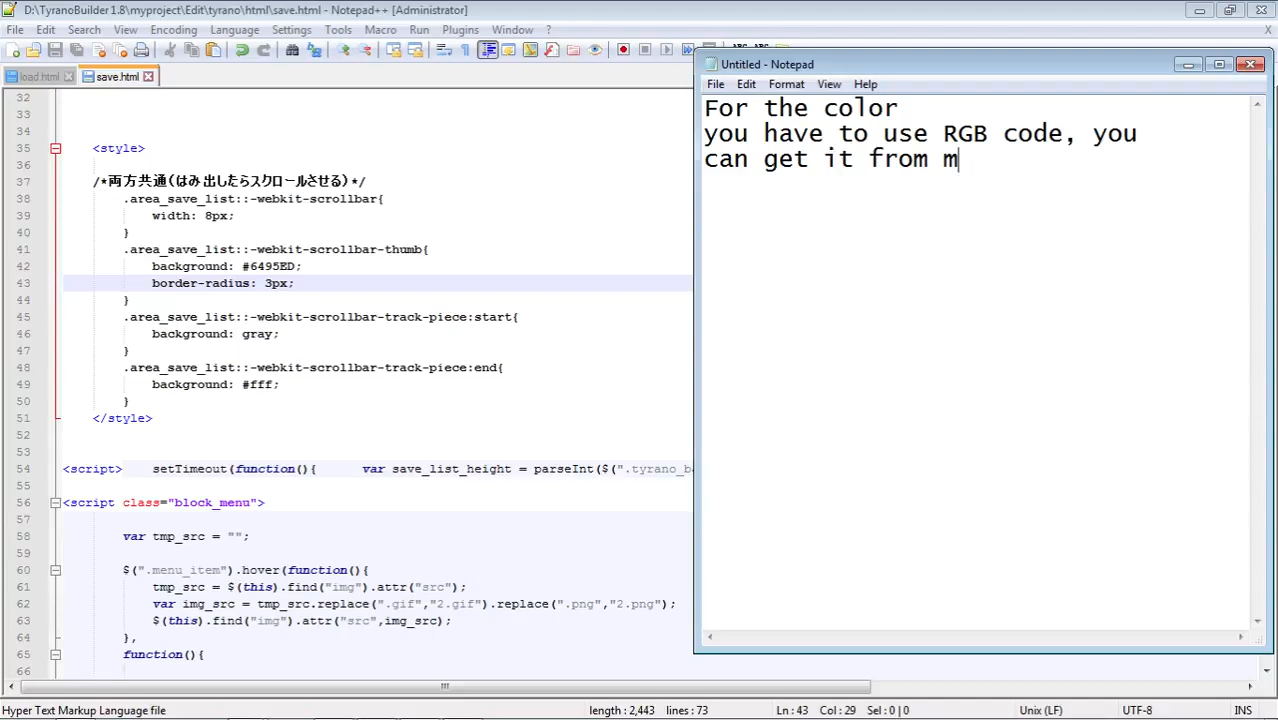 D:\TyranoBuilder 1.8\myproject\Edit\tyrano\html\save.html - Notepad++ [Administrator]
File Edit Search View Encoding Language Settings Tools Macro Run Plugins Window ? X
load.html save.html
32
33
34
35 <style>
36
37 /*両方共通(はみ出したらスクロールさせる)*/
38 .area_save_list::-webkit-scrollbar{
39 width: 8px;
40 }
41 .area_save_list::-webkit-scrollbar-thumb{
42 background: #6495ED;
43 border-radius: 3px;
44 }
45 .area_save_list::-webkit-scrollbar-track-piece:start{
46 background: gray;
47 }
48 .area_save_list::-webkit-scrollbar-track-piece:end{
49 background: #fff;
50 }
51 </style>
52
53
54 <script> setTimeout(function(){ var save_list_height = parseInt($(".tyrano_b
55
56 <script class="block_menu">
57
58 var tmp_src = "";
59
60 $(".menu_item").hover(function(){
61 tmp_src = $(this).find("img").attr("src");
62 var img_src = tmp_src.replace(".gif","2.gif").replace(".png","2.png");
63 $(this).find("img").attr("src",img_src);
64 },
65 function(){
66
Untitled - Notepad
File Edit Format View Help
For the color
you have to use RGB code, you
can get it from m
Hyper Text Markup Language file length : 2,443 lines : 73 Ln : 43 Col : 29 Sel : 0 | 0 Unix (LF) UTF-8 INS